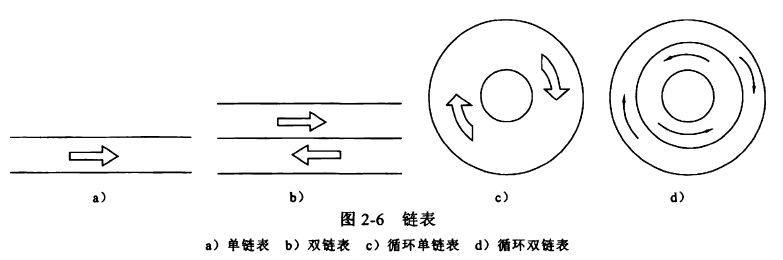 a） b） c） d）
图 2-6 链表
a）单链表 b）双链表 c）循环单链表 d）循环双链表